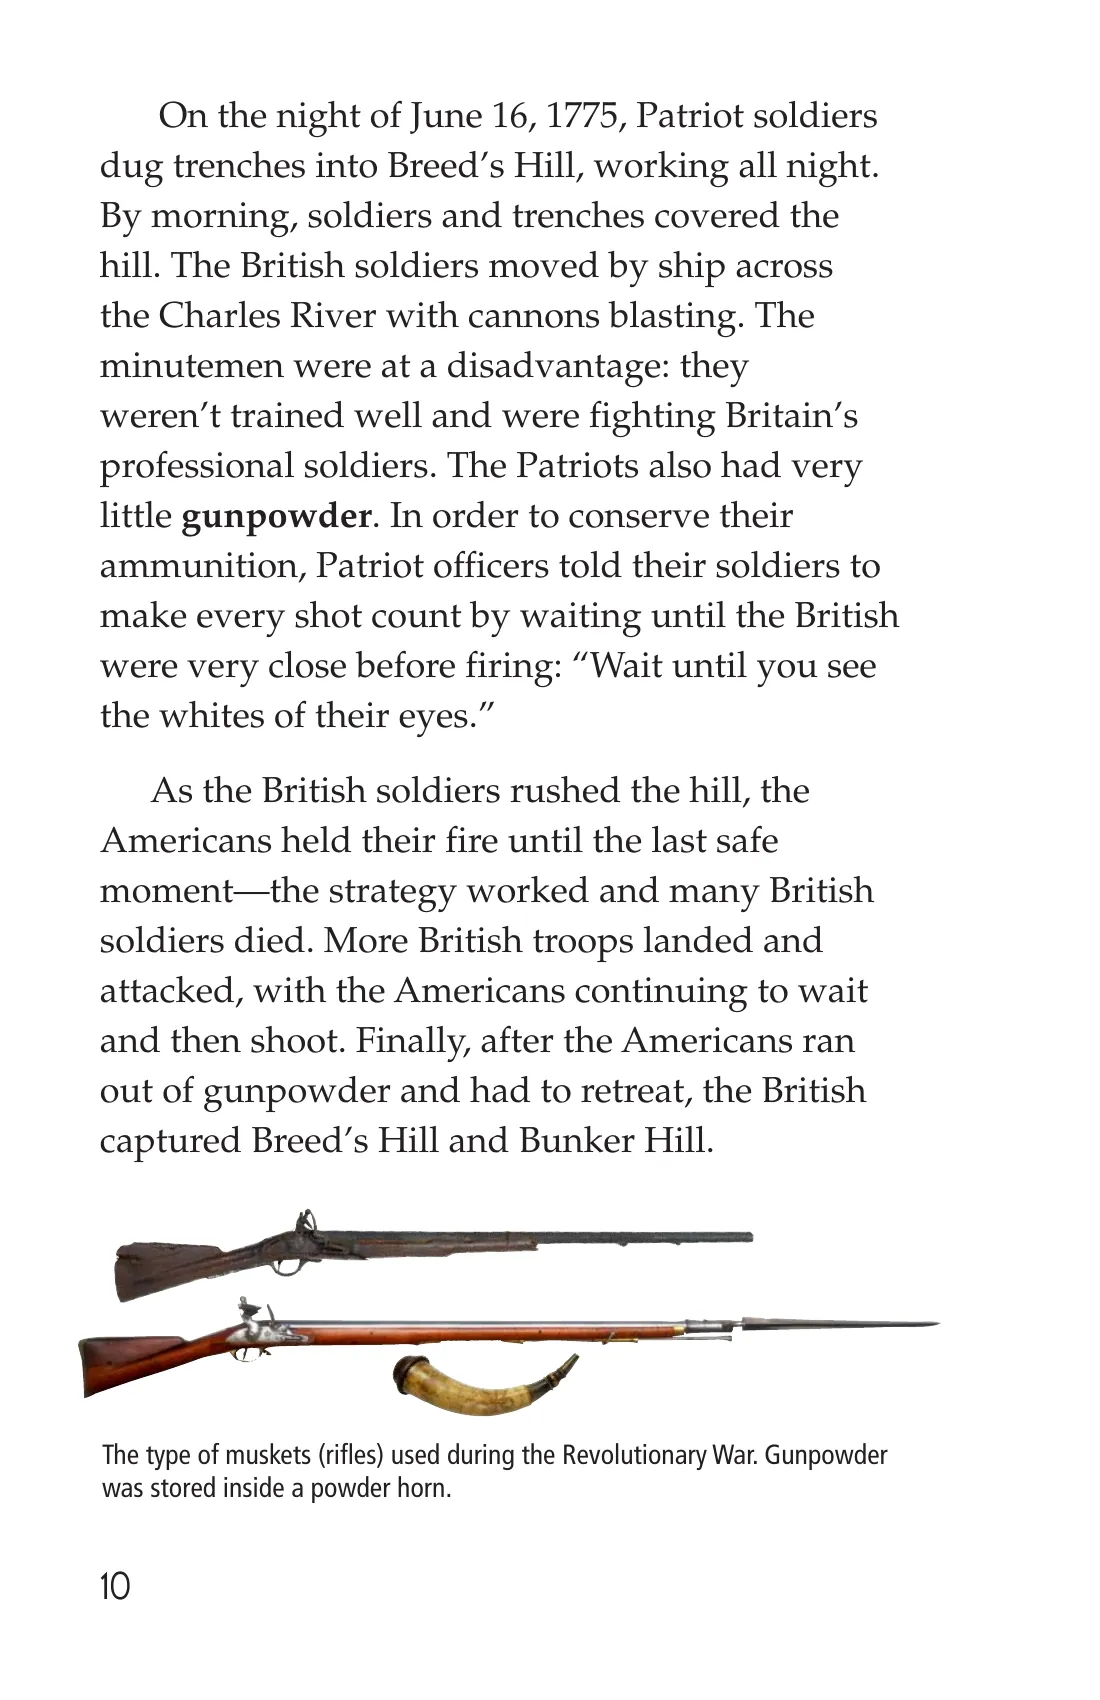 On the night of June 16, 1775, Patriot soldiers
dug trenches into Breed’s Hill, working all night.
By morning, soldiers and trenches covered the
hill. The British soldiers moved by ship across
the Charles River with cannons blasting. The
minutemen were at a disadvantage: they
weren’t trained well and were fighting Britain’s
professional soldiers. The Patriots also had very
little gunpowder. In order to conserve their
ammunition, Patriot officers told their soldiers to
make every shot count by waiting until the British
were very close before firing: “Wait until you see
the whites of their eyes.”
As the British soldiers rushed the hill, the
Americans held their fire until the last safe
moment—the strategy worked and many British
soldiers died. More British troops landed and
attacked, with the Americans continuing to wait
and then shoot. Finally, after the Americans ran
out of gunpowder and had to retreat, the British
captured Breed’s Hill and Bunker Hill.
The type of muskets (rifles) used during the Revolutionary War. Gunpowder
was stored inside a powder horn.
10